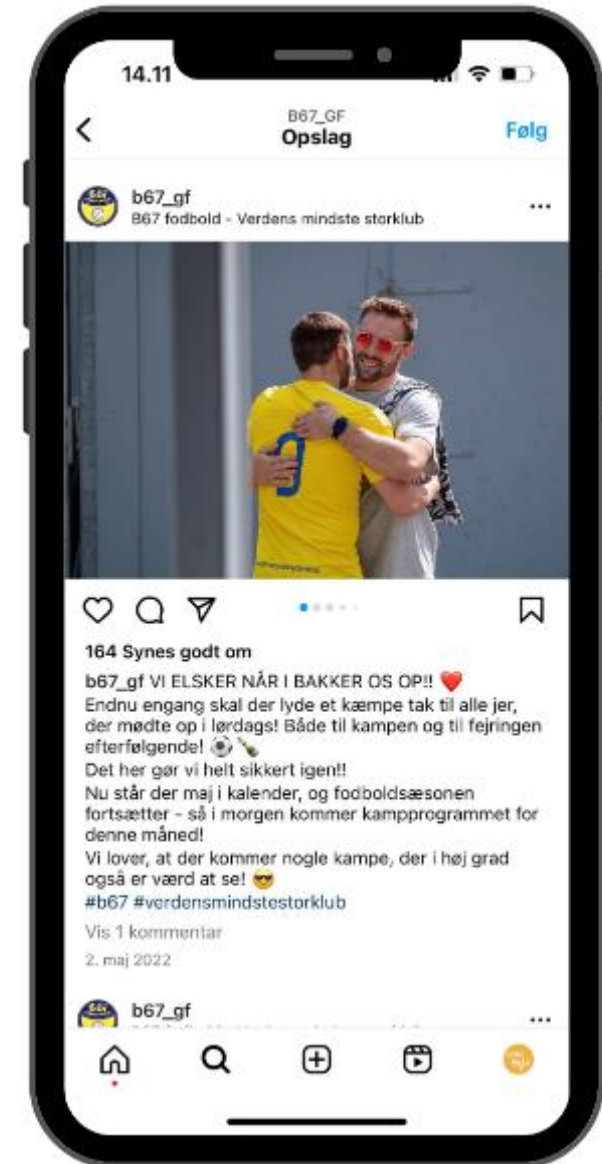 14.11
B67_GF
Opslag
Følg
b67_gf
B67 fodbold - Verdens mindste storklub
164 Synes godt om
b67_gf VI ELSKER NÅR I BAKKER OS OP!! ❤️
Endnu engang skal der lyde et kæmpe tak til alle jer,
der mødte op i lørdags! Både til kampen og til fejringen
efterfølgende! ⚽🍾
Det her gør vi helt sikkert igen!!
Nu står der maj i kalender, og fodboldsæsonen
fortsætter - så i morgen kommer kampprogrammet for
denne måned!
Vi lover, at der kommer nogle kampe, der i høj grad
også er værd at se! 😎
#b67 #verdensmindstestorklub
Vis 1 kommentar
2. maj 2022
b67_gf